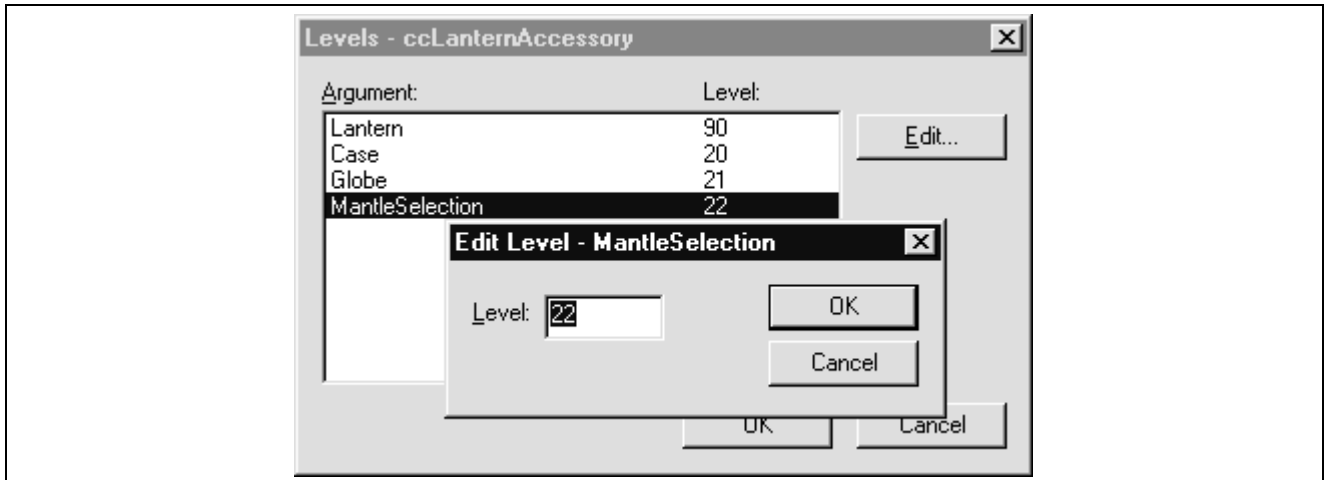 Levels - ccLanternAccessory
Argument: Level:
Lantern 90
Case 20
Globe 21
MantleSelection 22
Edit...
Edit Level - MantleSelection
Level: 22
OK
Cancel
OK
Cancel